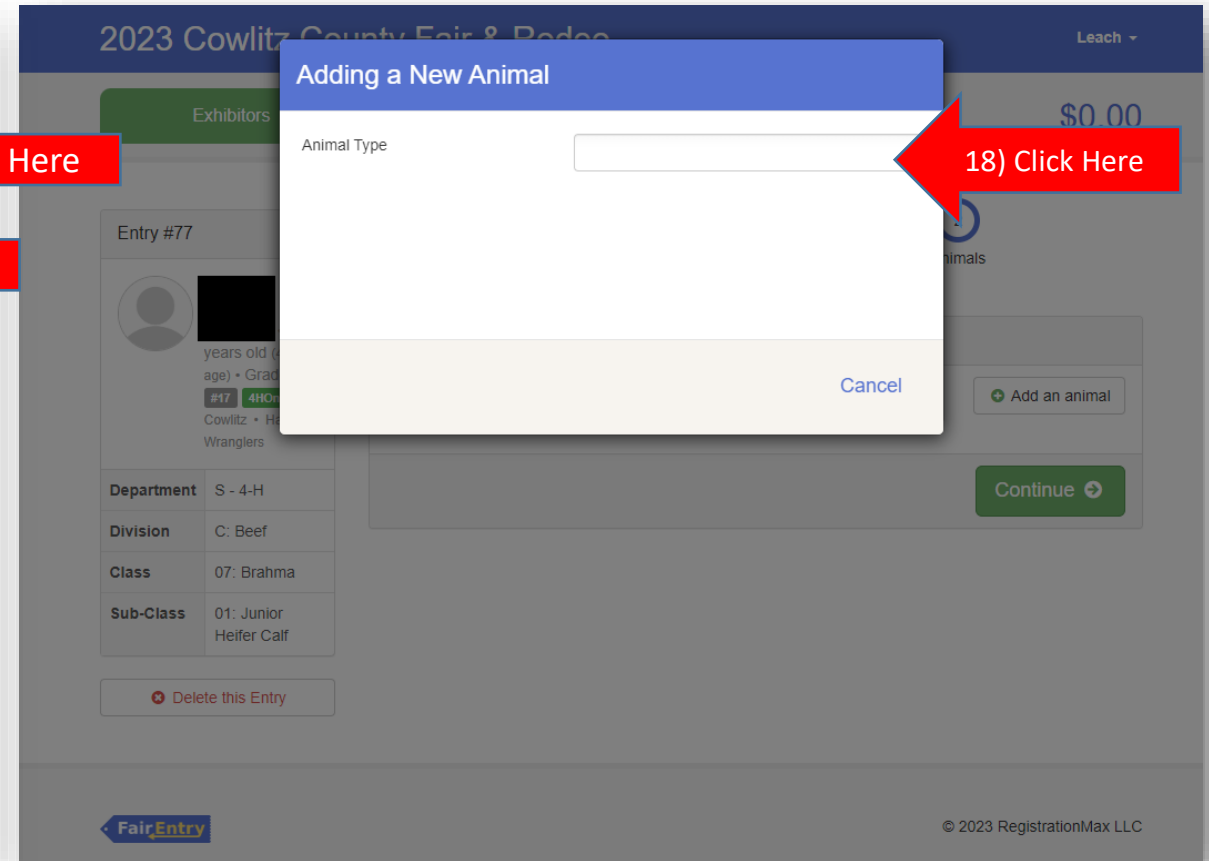 2023 Cowlitz County Fair & Rodeo
Leach
Adding a New Animal
Exhibitors
$0.00
Animal Type
Here
18) Click Here
Entry #77
years old
age) • Grad
#17 4HOn
Cowlitz • Ha
Wranglers
Cancel
Add an animal
Continue
Department S - 4-H
Division C: Beef
Class 07: Brahma
Sub-Class 01: Junior
Heifer Calf
Delete this Entry
FairEntry
© 2023 RegistrationMax LLC